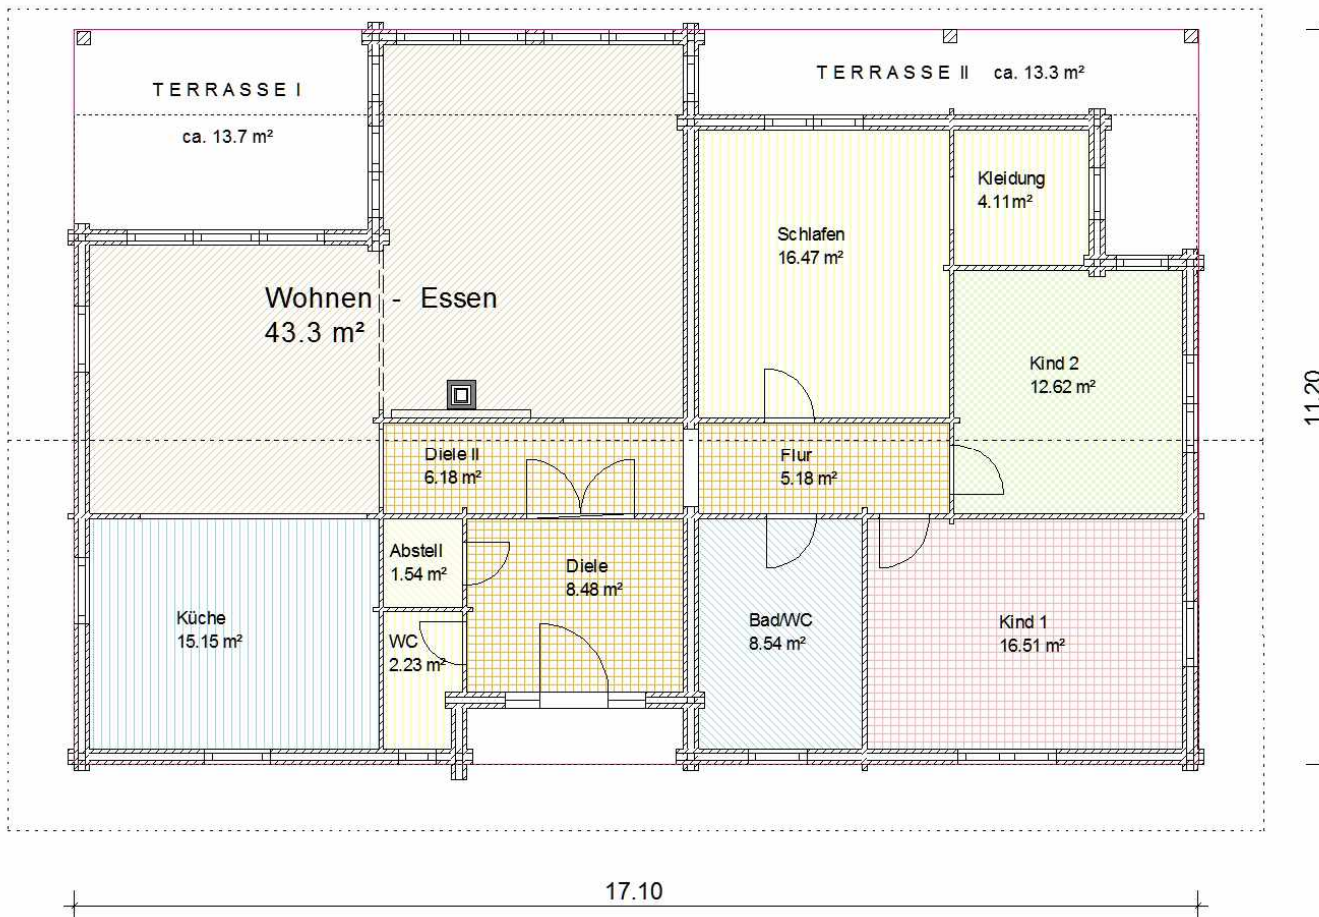 TERRASSE I
ca. 13.7 m²
TERRASSE II ca. 13.3 m²
Kleidung
4.11m²
Schlafen
16.47 m²
Wohnen - Essen
43.3 m²
Kind 2
12.62 m²
11.20
Diele II
6.18 m²
Flur
5.18 m²
Abstell
1.54 m²
Diele
8.48 m²
Küche
15.15 m²
WC
2.23 m²
Bad/WC
8.54 m²
Kind 1
16.51 m²
17.10